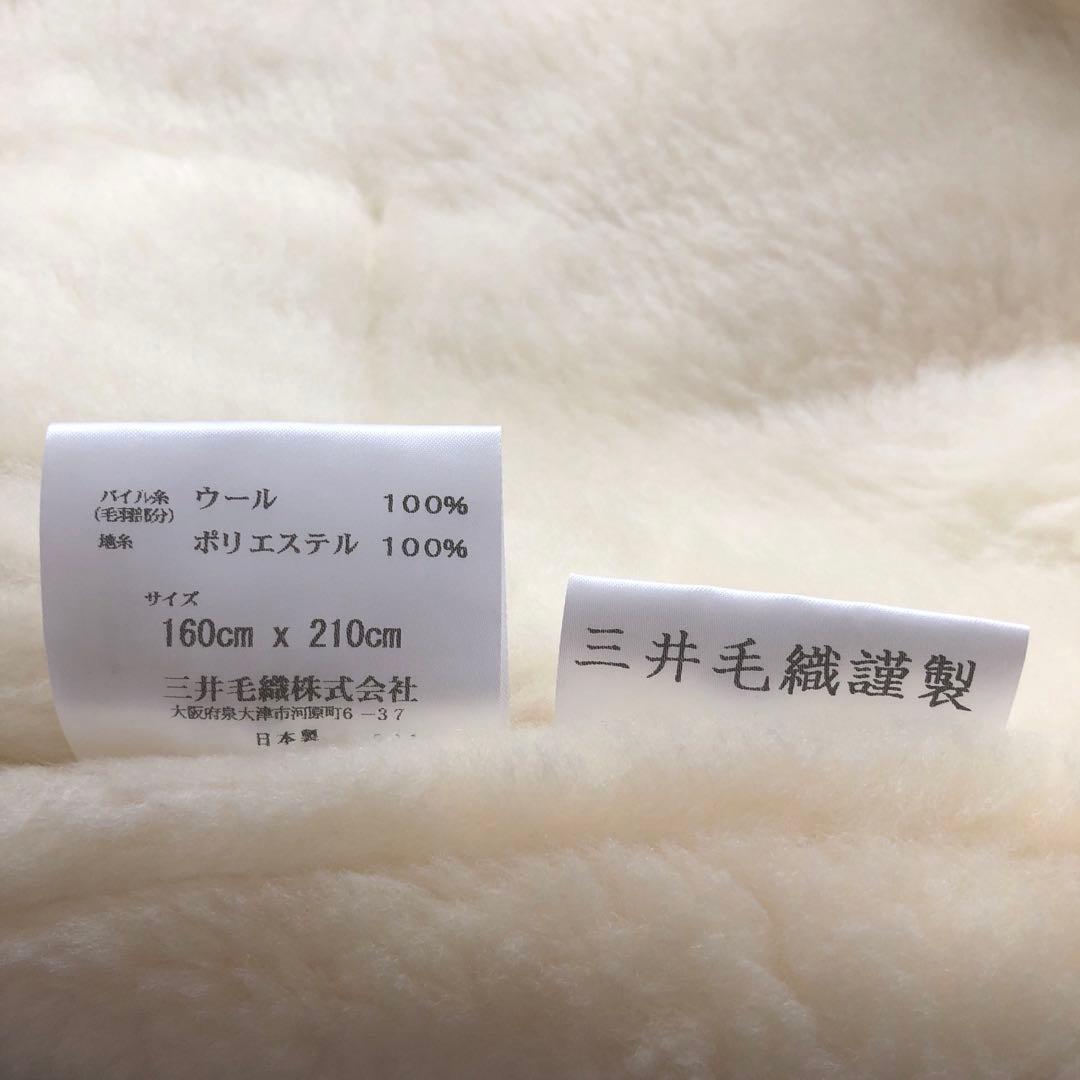 パイル糸 ウール 100%
(毛羽部分)
地糸 ポリエステル 100%
サイズ
160cm x 210cm
三井毛織株式会社
大阪府泉大津市河原町6-37
日本製
三井毛織謹製